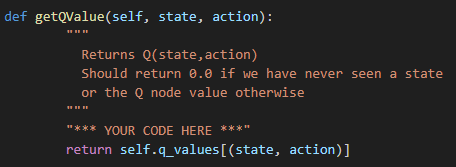 def getQValue(self, state, action):
"""
Returns Q(state,action)
Should return 0.0 if we have never seen a state
or the Q node value otherwise
"""
"*** YOUR CODE HERE ***"
return self.q_values[(state, action)]